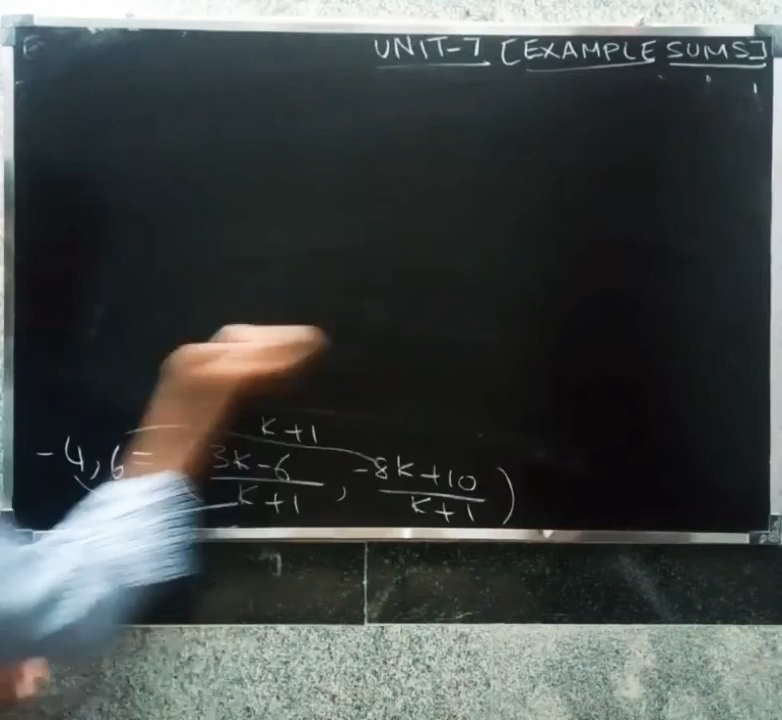 UNIT-7 [EXAMPLE SUMS]
K+1
-4,6= (3K-6/K+1, -8K+10/K+1)